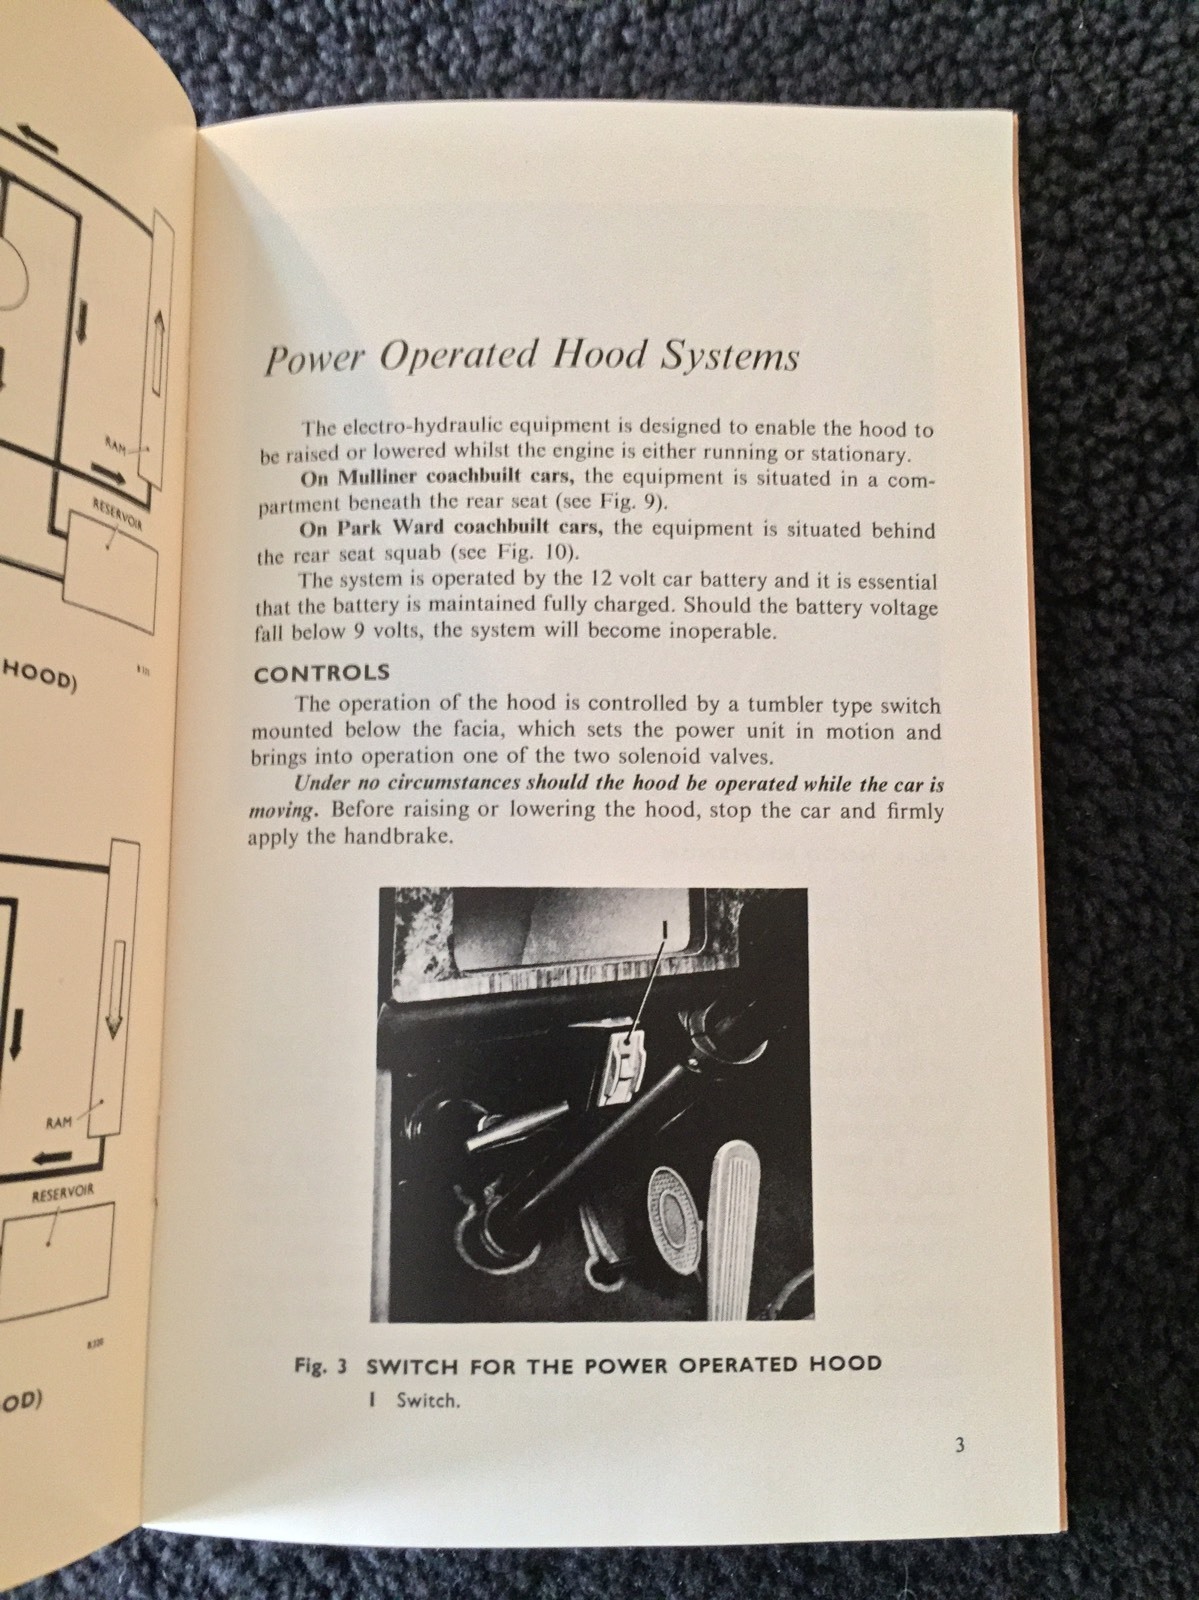 RAM
RESERVOIR
HOOD)
RAM
RESERVOIR
OD)
Power Operated Hood Systems
The electro-hydraulic equipment is designed to enable the hood to
be raised or lowered whilst the engine is either running or stationary.
On Mulliner coachbuilt cars, the equipment is situated in a com-
partment beneath the rear seat (see Fig. 9).
On Park Ward coachbuilt cars, the equipment is situated behind
the rear seat squab (see Fig. 10).
The system is operated by the 12 volt car battery and it is essential
that the battery is maintained fully charged. Should the battery voltage
fall below 9 volts, the system will become inoperable.
CONTROLS
The operation of the hood is controlled by a tumbler type switch
mounted below the facia, which sets the power unit in motion and
brings into operation one of the two solenoid valves.
Under no circumstances should the hood be operated while the car is
moving. Before raising or lowering the hood, stop the car and firmly
apply the handbrake.
1
Fig. 3 SWITCH FOR THE POWER OPERATED HOOD
1 Switch.
3